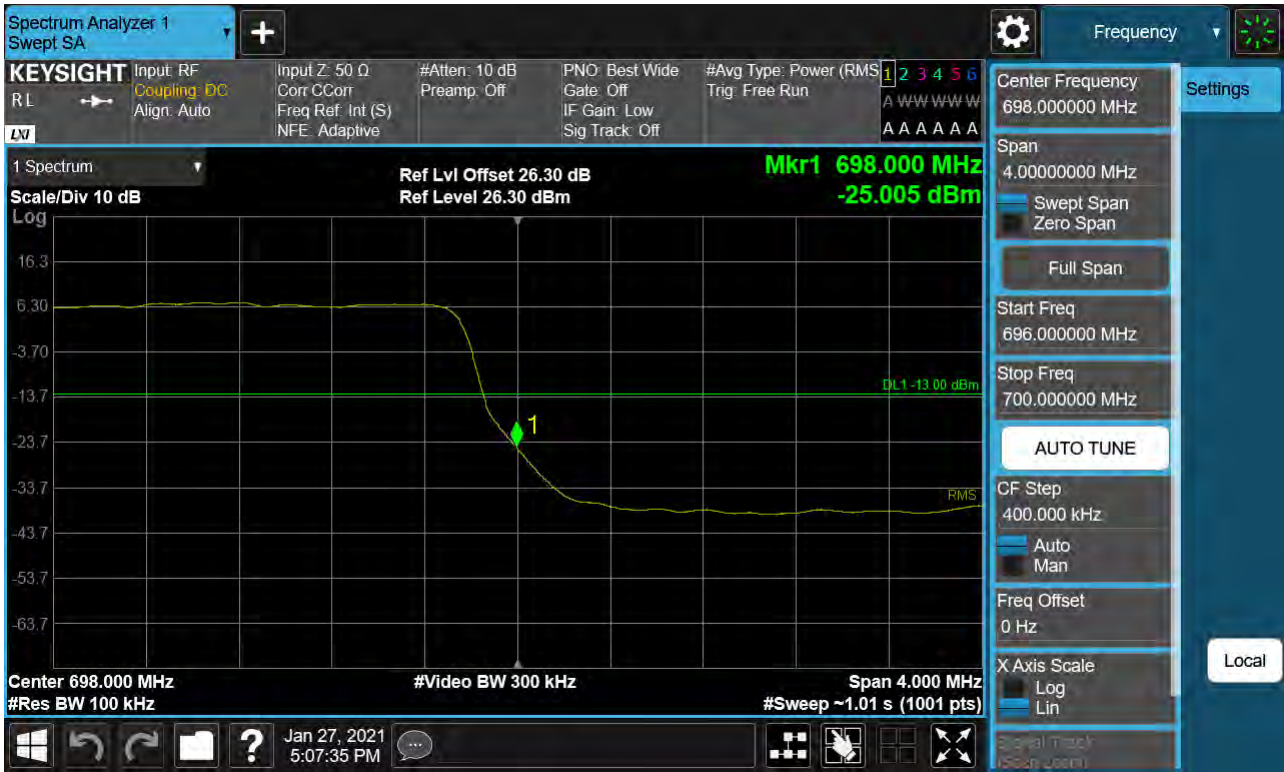 Spectrum Analyzer 1
Swept SA
Frequency
KEYSIGHT
RL
LXI
Input: RF
Coupling: DC
Align: Auto
Input Z: 50 Ω
Corr CCorr
Freq Ref: Int (S)
NFE: Adaptive
#Atten: 10 dB
Preamp: Off
PNO: Best Wide
Gate: Off
IF Gain: Low
Sig Track: Off
#Avg Type: Power (RMS
Trig: Free Run
1 2 3 4 5 6
A W W W W W
A A A A A A
1 Spectrum
Scale/Div 10 dB
Log
Ref Lvl Offset 26.30 dB
Ref Level 26.30 dBm
Mkr1 698.000 MHz
-25.005 dBm
16.3
6.30
-3.70
-13.7
-23.7
-33.7
-43.7
-53.7
-63.7
DL1 -13.00 dBm
1
RMS
Center 698.000 MHz
#Res BW 100 kHz
#Video BW 300 kHz
Span 4.000 MHz
#Sweep ~1.01 s (1001 pts)
Center Frequency
698.000000 MHz
Span
4.00000000 MHz
Swept Span
Zero Span
Full Span
Start Freq
696.000000 MHz
Stop Freq
700.000000 MHz
AUTO TUNE
CF Step
400.000 kHz
Auto
Man
Freq Offset
0 Hz
X Axis Scale
Log
Lin
Signal Track
(Span Zoom)
Settings
Local
?
Jan 27, 2021
5:07:35 PM